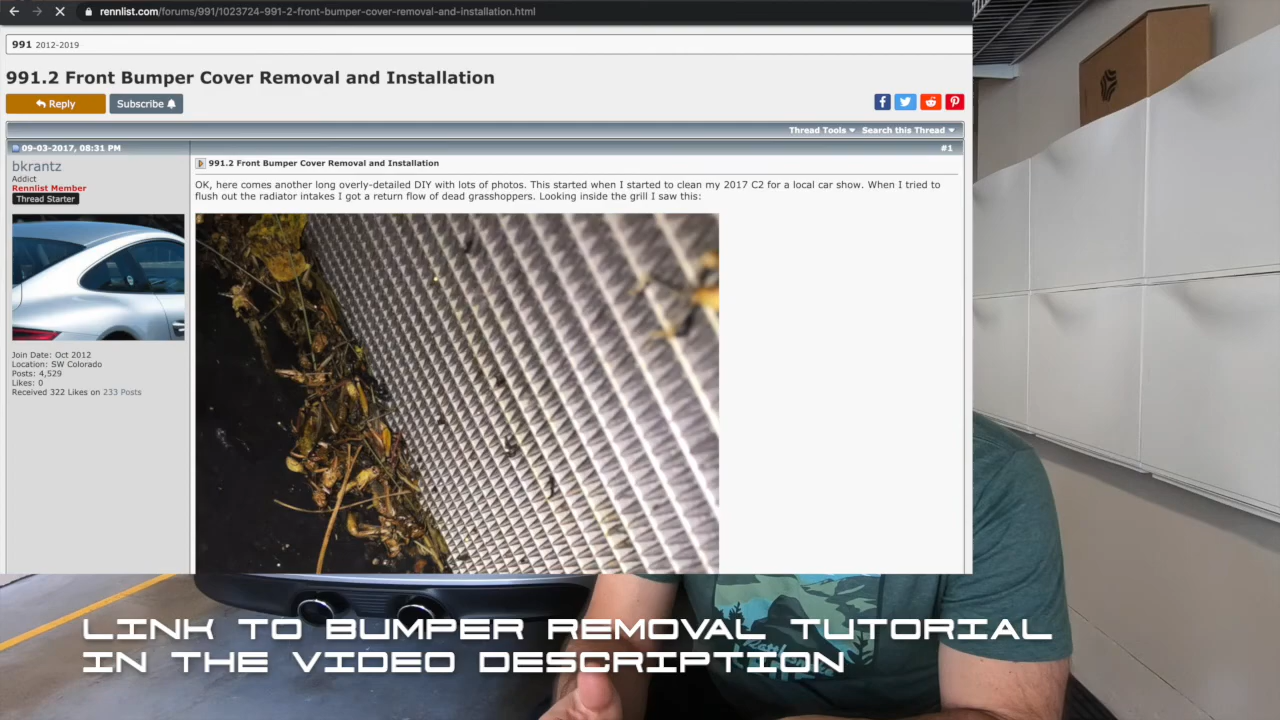 rennlist.com/forums/991/1023724-991-2-front-bumper-cover-removal-and-installation.html
991 2012-2019
991.2 Front Bumper Cover Removal and Installation
Reply
Subscribe
Thread Tools
Search this Thread
09-03-2017, 08:31 PM
#1
bkrantz
Addict
Rennlist Member
Thread Starter
991.2 Front Bumper Cover Removal and Installation
OK, here comes another long overly-detailed DIY with lots of photos. This started when I started to clean my 2017 C2 for a local car show. When I tried to
flush out the radiator intakes I got a return flow of dead grasshoppers. Looking inside the grill I saw this:
Join Date: Oct 2012
Location: SW Colorado
Posts: 4,529
Likes: 0
Received 322 Likes on 233 Posts
LINK TO BUMPER REMOVAL TUTORIAL
IN THE VIDEO DESCRIPTION